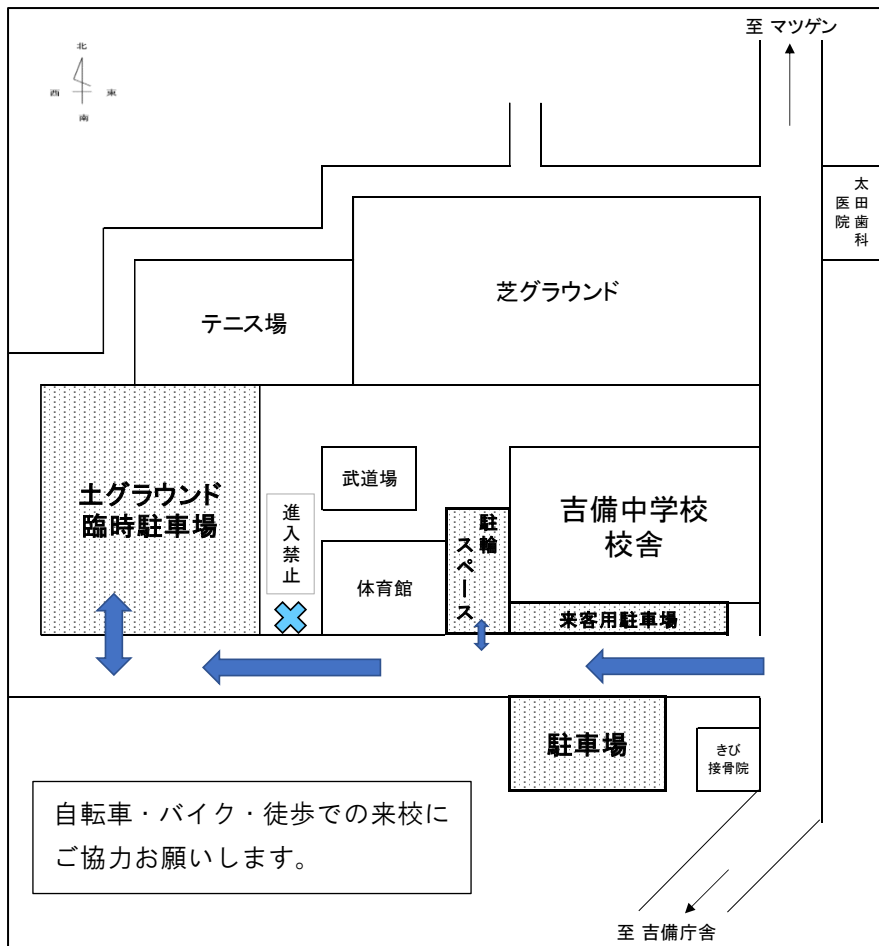 至 マツゲン
北
西 東
南
太田歯科
医院
芝グラウンド
テニス場
土グラウンド
臨時駐車場
進入禁止
武道場
体育館
駐輪
スペース
吉備中学校
校舎
来客用駐車場
駐車場
きび
接骨院
自転車・バイク・徒歩での来校に
ご協力お願いします。
至 吉備庁舎